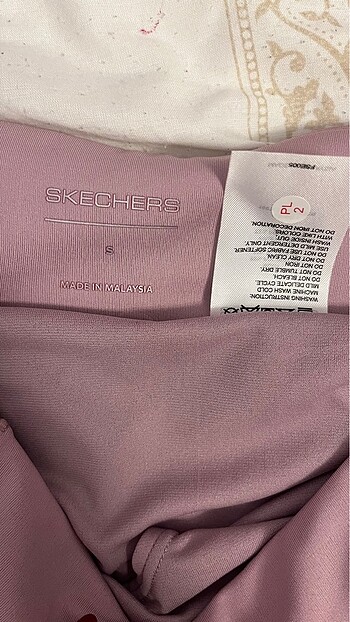 SKECHERS
S
MADE IN MALAYSIA
WASHING INSTRUCTION:
MACHINE WASH COLD
MILD, DELICATE CYCLE.
DO NOT BLEACH.
DO NOT TUMBLE DRY.
DO NOT IRON
DO NOT DRY CLEAN.
DO NOT USE FABRIC SOFTENER.
USE MILD DETERGENT ONLY.
WASH INSIDE OUT.
WITH LIKE COLORS.
DO NOT IRON DECORATION.
PL
2